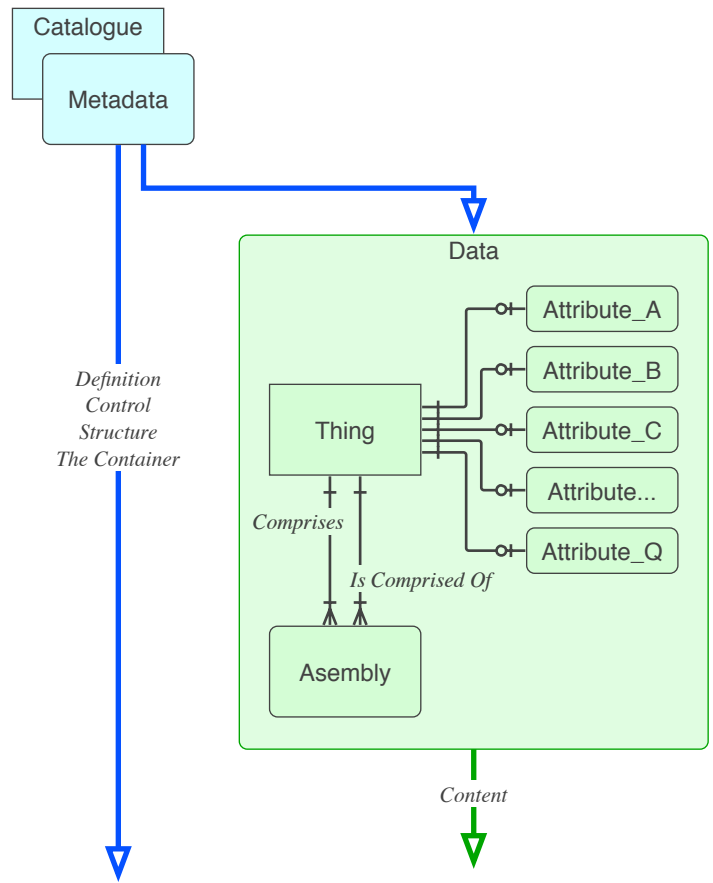 Catalogue
Metadata
Data
Attribute_A
Attribute_B
Definition
Control
Structure
The Container
Thing
Attribute_C
Attribute...
Comprises
Attribute_Q
Is Comprised Of
Asembly
Content